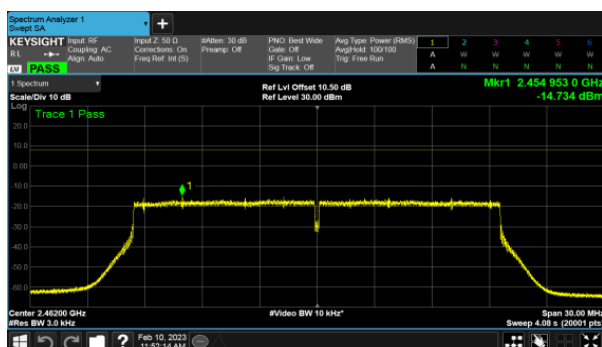 Spectrum Analyzer 1
Swept SA
KEYSIGHT Input: RF Input Z: 50 Ω #Atten: 30 dB PNO: Best Wide Avg Type: Power (RMS) 1 2 3 4 5 6
RL Coupling: AC Corrections: On Preamp: Off Gate: Off Avg|Hold: 100/100 A W W W W W
Align: Auto Freq Ref: Int (S) IF Gain: Low Trig: Free Run
Sig Track: Off A N N N N N
LXI PASS
1 Spectrum
Scale/Div 10 dB
Ref Lvl Offset 10.50 dB
Ref Level 30.00 dBm
Mkr1 2.454 953 0 GHz
-14.734 dBm
Log
Trace 1 Pass
20.0
10.0
0.00
1
-10.0
-20.0
-30.0
-40.0
-50.0
-60.0
Center 2.46200 GHz #Video BW 10 kHz* Span 30.00 MHz
#Res BW 3.0 kHz Sweep 4.08 s (20001 pts)
? Feb 10, 2023
11:52:14 AM